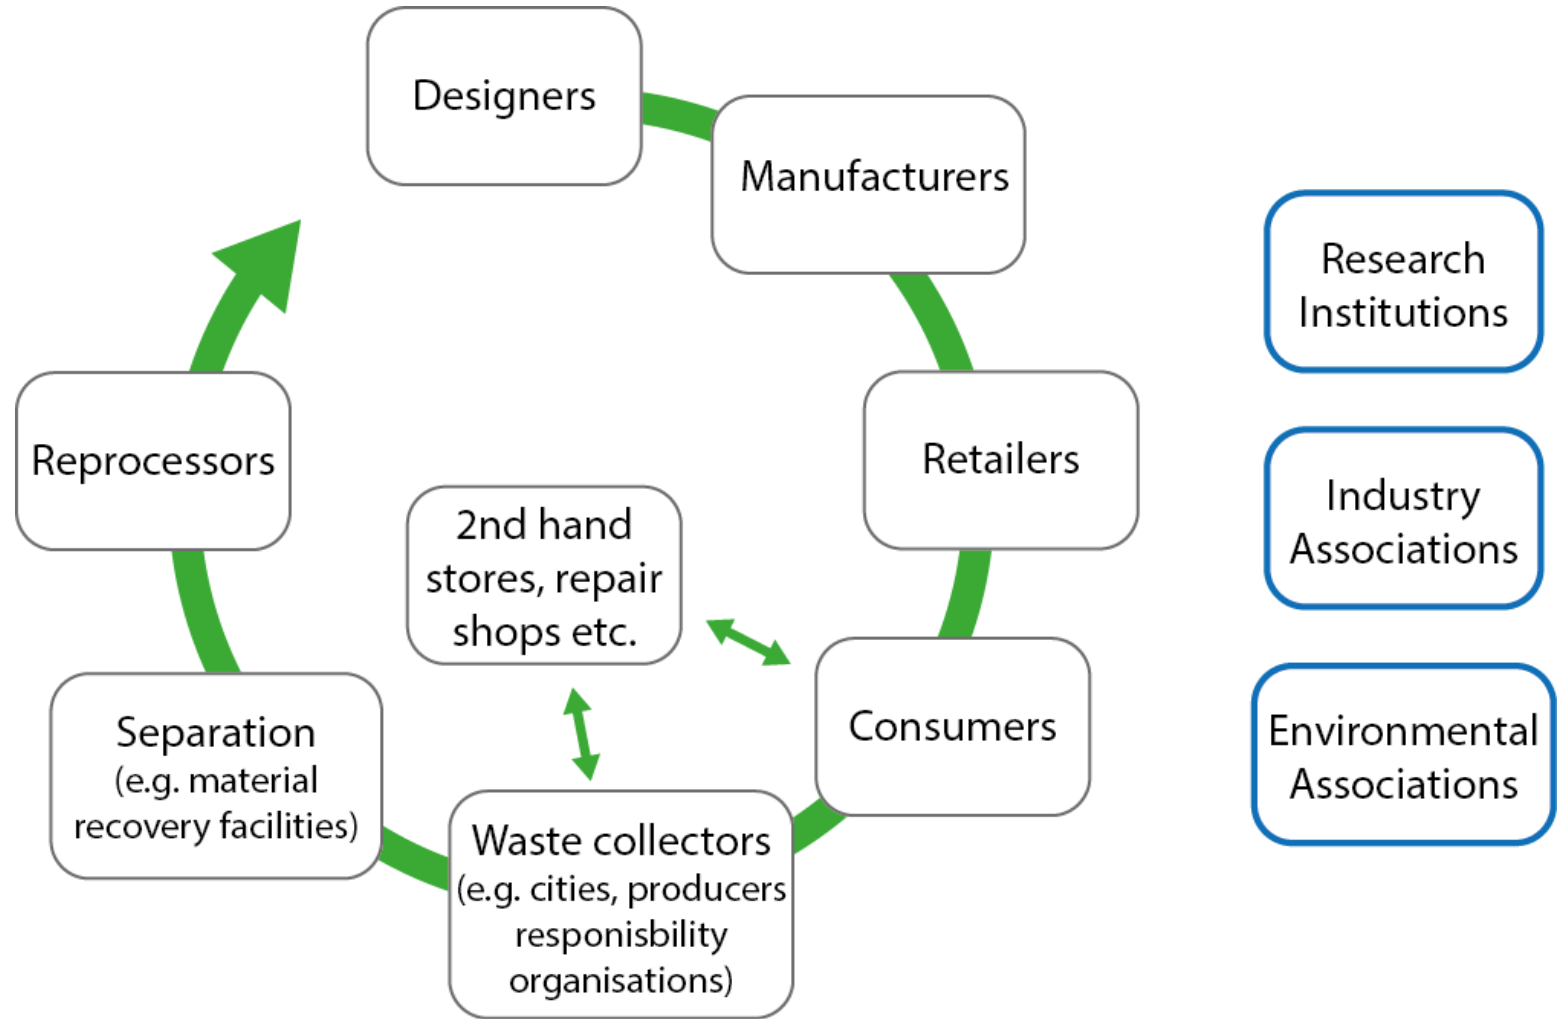 Designers
Manufacturers
Retailers
Consumers
Waste collectors
(e.g. cities, producers
responisbility
organisations)
Separation
(e.g. material
recovery facilities)
Reprocessors
2nd hand
stores, repair
shops etc.
Research
Institutions
Industry
Associations
Environmental
Associations